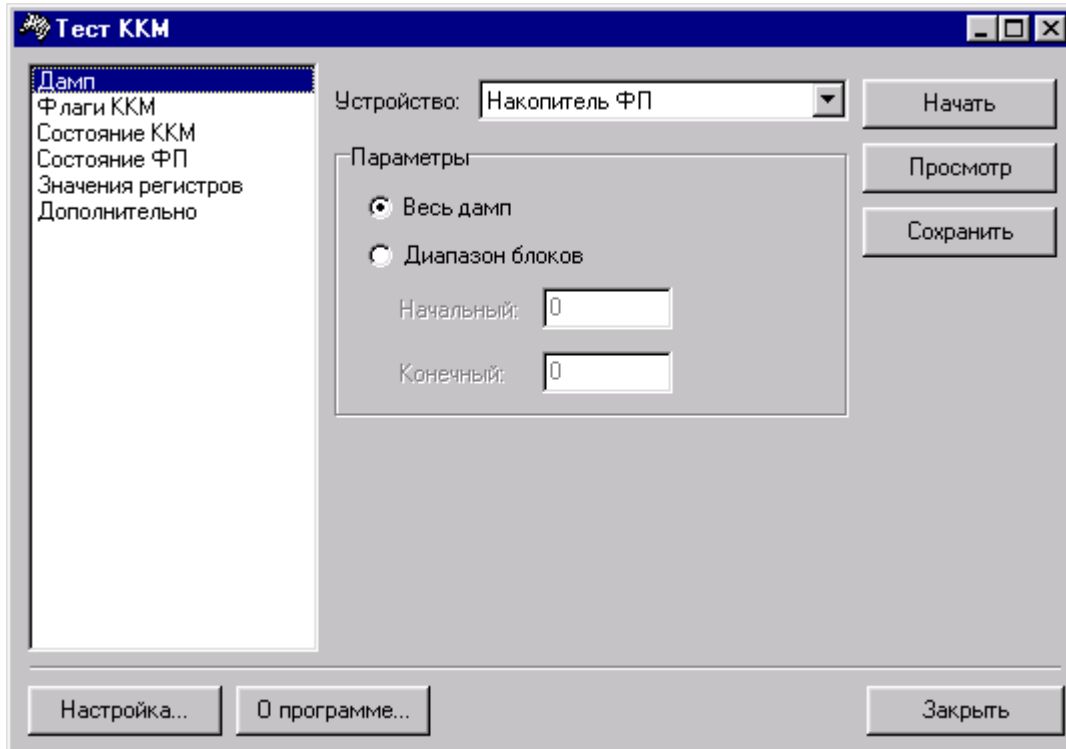 Тест ККМ
Дамп
Флаги ККМ
Состояние ККМ
Состояние ФП
Значения регистров
Дополнительно
Устройство: Накопитель ФП
Параметры
Весь дамп
Диапазон блоков
Начальный: 0
Конечный: 0
Начать
Просмотр
Сохранить
Настройка...
О программе...
Закрыть